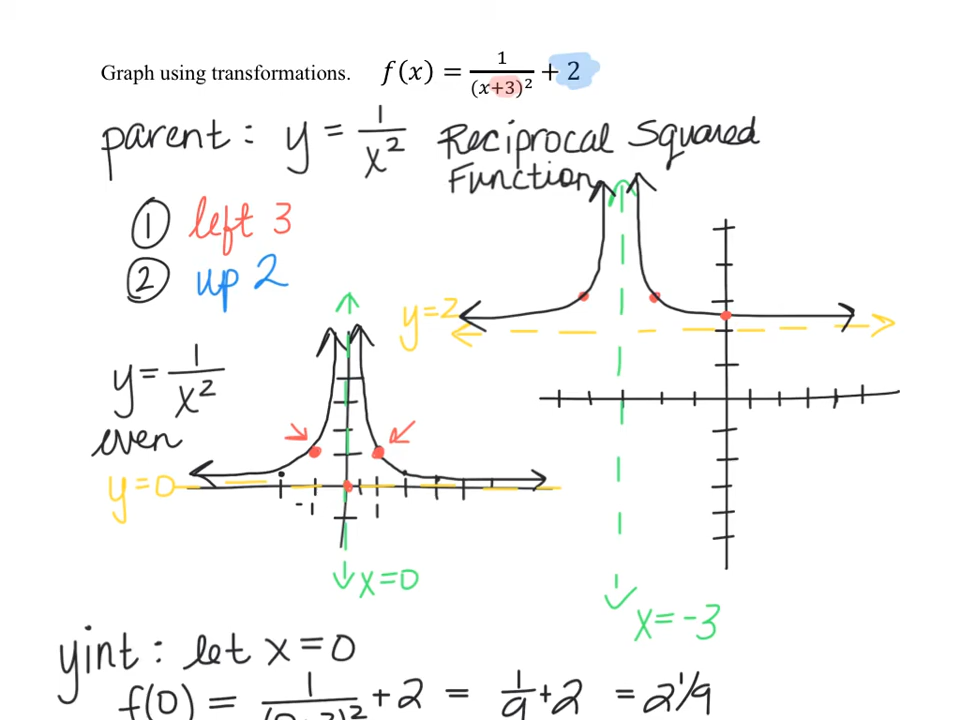 Graph using transformations. f(x) = 1/(x+3)² + 2
parent: y = 1/x² Reciprocal Squared
Function
① left 3
② up 2
y=2
y = 1/x²
even
y=0
-1 1
x=0
x=-3
yint: let x=0
f(0) = 1/(0+3)² + 2 = 1/9 + 2 = 2 1/9